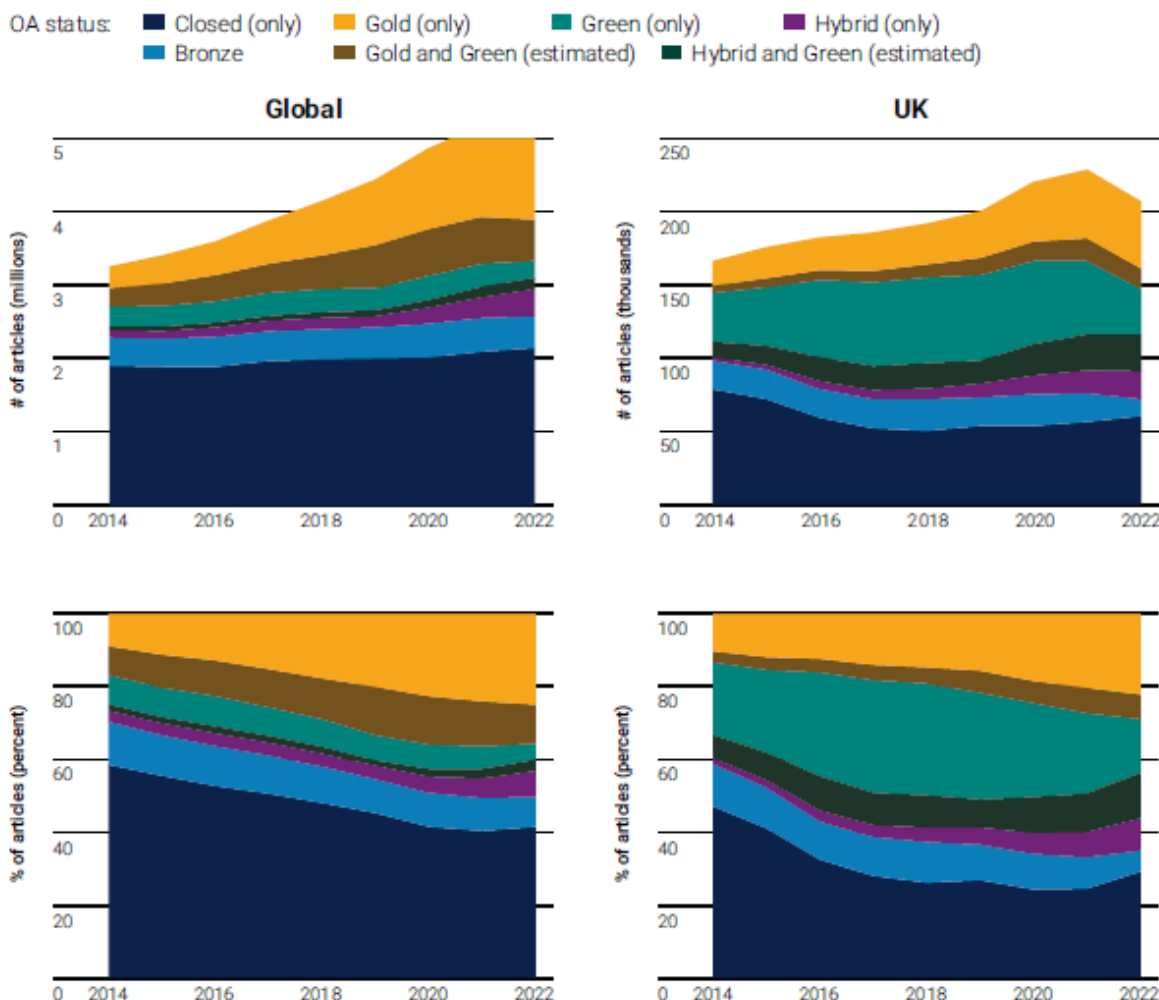 OA status: Closed (only) Gold (only) Green (only) Hybrid (only)
Bronze Gold and Green (estimated) Hybrid and Green (estimated)
Global
# of articles (millions)
5
4
3
2
1
0 2014 2016 2018 2020 2022
UK
# of articles (thousands)
250
200
150
100
50
0 2014 2016 2018 2020 2022
% of articles (percent)
100
80
60
40
20
0 2014 2016 2018 2020 2022
% of articles (percent)
100
80
60
40
20
0 2014 2016 2018 2020 2022